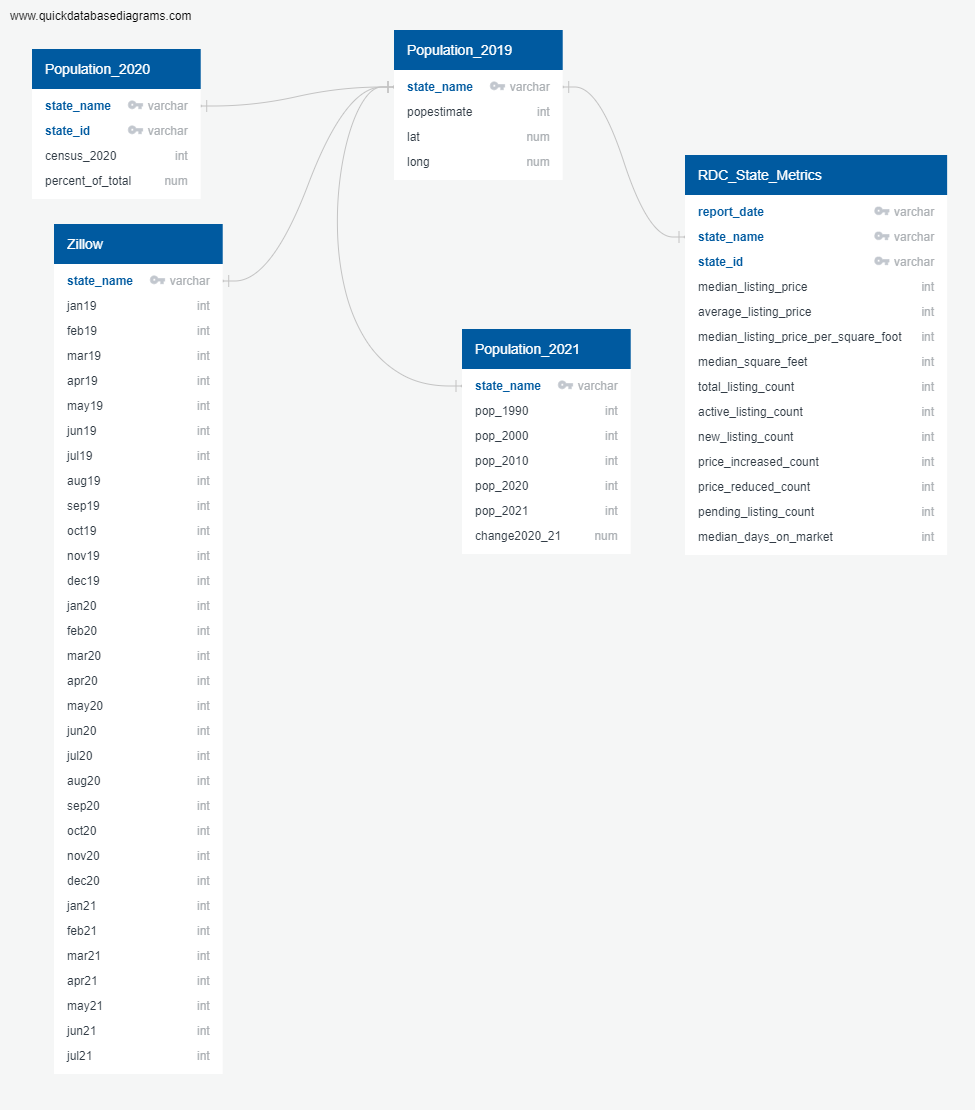 www.quickdatabasediagrams.com
Population_2020
state_name varchar
state_id varchar
census_2020 int
percent_of_total num
Population_2019
state_name varchar
popestimate int
lat num
long num
RDC_State_Metrics
report_date varchar
state_name varchar
state_id varchar
median_listing_price int
average_listing_price int
median_listing_price_per_square_foot int
median_square_feet int
total_listing_count int
active_listing_count int
new_listing_count int
price_increased_count int
price_reduced_count int
pending_listing_count int
median_days_on_market int
Zillow
state_name varchar
jan19 int
feb19 int
mar19 int
apr19 int
may19 int
jun19 int
jul19 int
aug19 int
sep19 int
oct19 int
nov19 int
dec19 int
jan20 int
feb20 int
mar20 int
apr20 int
may20 int
jun20 int
jul20 int
aug20 int
sep20 int
oct20 int
nov20 int
dec20 int
jan21 int
feb21 int
mar21 int
apr21 int
may21 int
jun21 int
jul21 int
Population_2021
state_name varchar
pop_1990 int
pop_2000 int
pop_2010 int
pop_2020 int
pop_2021 int
change2020_21 num